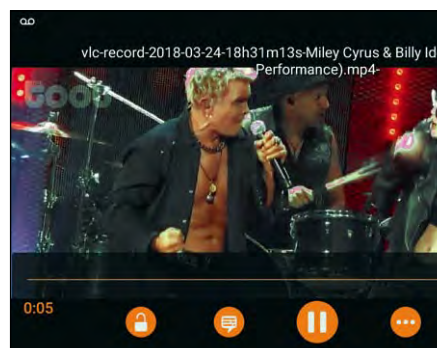 vlc-record-2018-03-24-18h31m13s-Miley Cyrus & Billy Id
Performance).mp4-
0:05